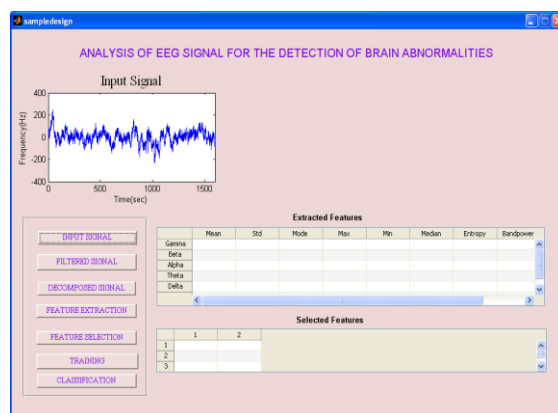 sampledesign
ANALYSIS OF EEG SIGNAL FOR THE DETECTION OF BRAIN ABNORMALITIES
Input Signal
Frequency(Hz)
400
200
0
-200
-400
0 500 1000 1500
Time(sec)
INPUT SIGNAL
FILTERED SIGNAL
DECOMPOSED SIGNAL
FEATURE EXTRACTION
FEATURE SELECTION
TRAINING
CLASSIFICATION
Extracted Features
Mean Std Mode Max Min Median Entropy Bandpower
Gamma
Beta
Alpha
Theta
Delta
Selected Features
1 2
1
2
3